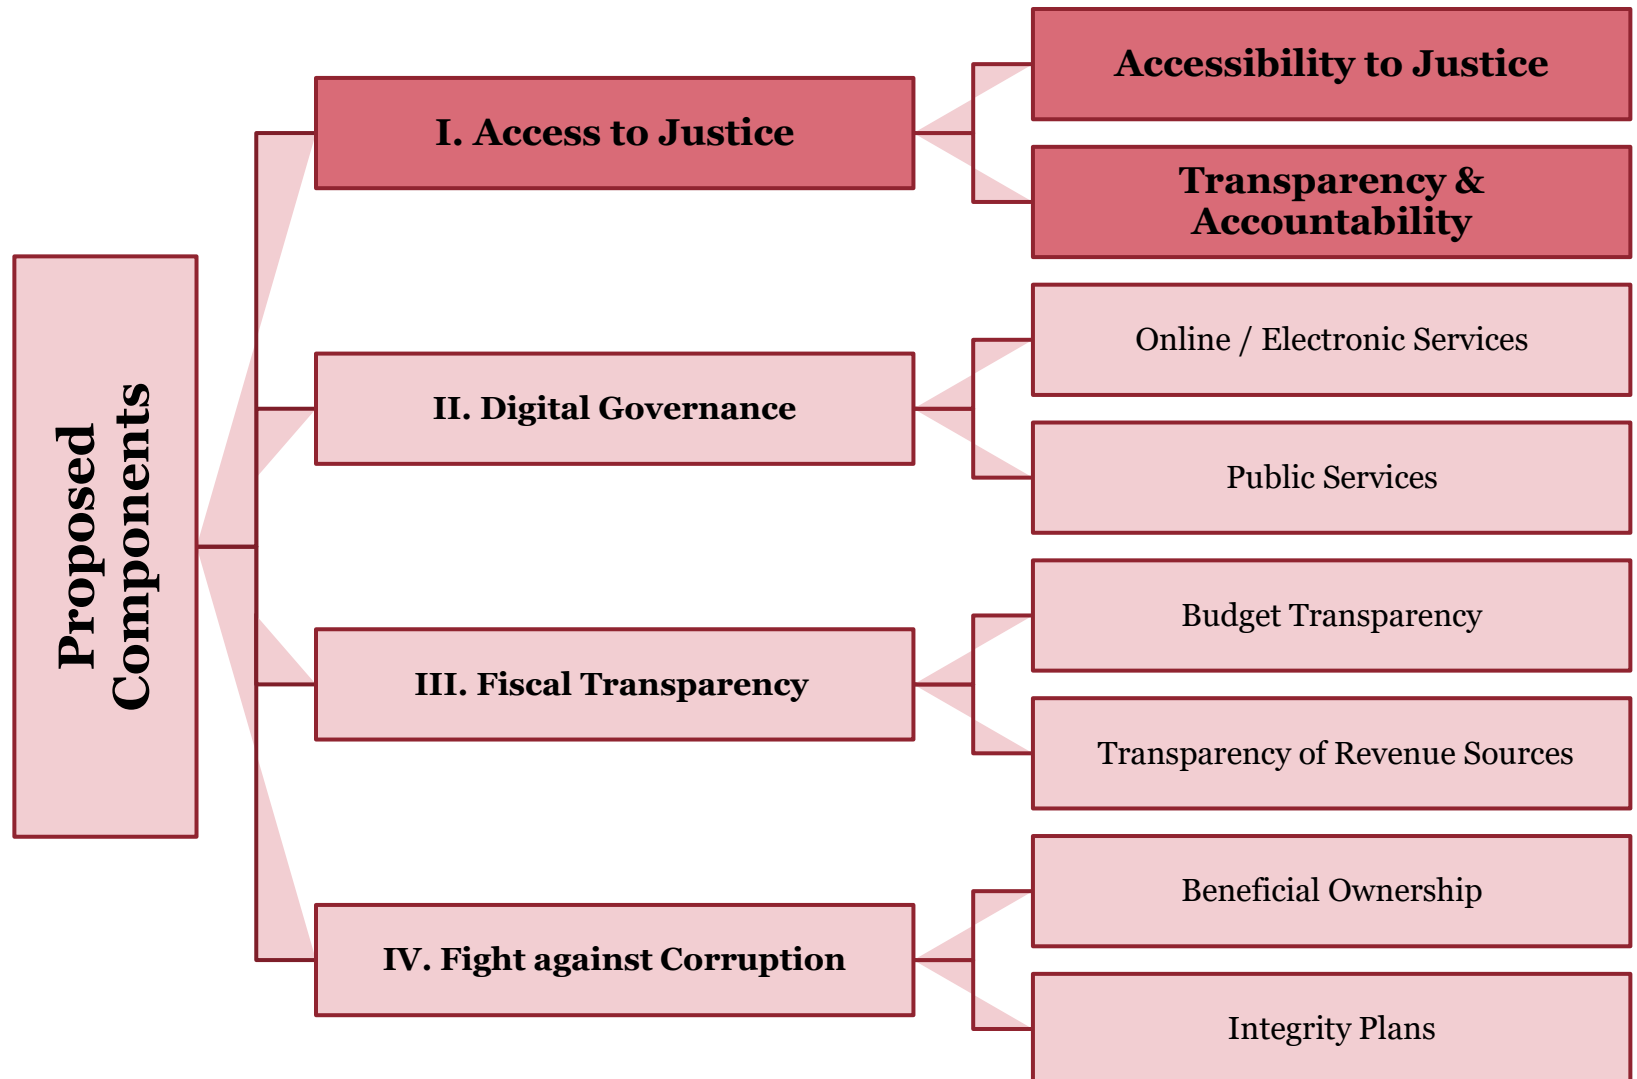 Proposed
Components
I. Access to Justice
Accessibility to Justice
Transparency &
Accountability
II. Digital Governance
Online / Electronic Services
Public Services
III. Fiscal Transparency
Budget Transparency
Transparency of Revenue Sources
IV. Fight against Corruption
Beneficial Ownership
Integrity Plans